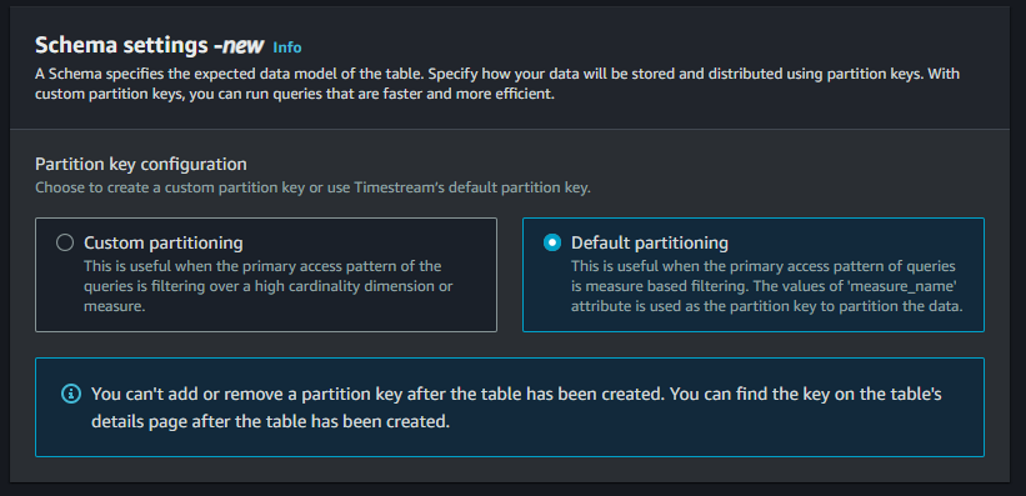 Schema settings -new Info
A Schema specifies the expected data model of the table. Specify how your data will be stored and distributed using partition keys. With
custom partition keys, you can run queries that are faster and more efficient.
Partition key configuration
Choose to create a custom partition key or use Timestream's default partition key.
Custom partitioning
This is useful when the primary access pattern of the
queries is filtering over a high cardinality dimension or
measure.
Default partitioning
This is useful when the primary access pattern of queries
is measure based filtering. The values of 'measure_name'
attribute is used as the partition key to partition the data.
You can't add or remove a partition key after the table has been created. You can find the key on the table's
details page after the table has been created.